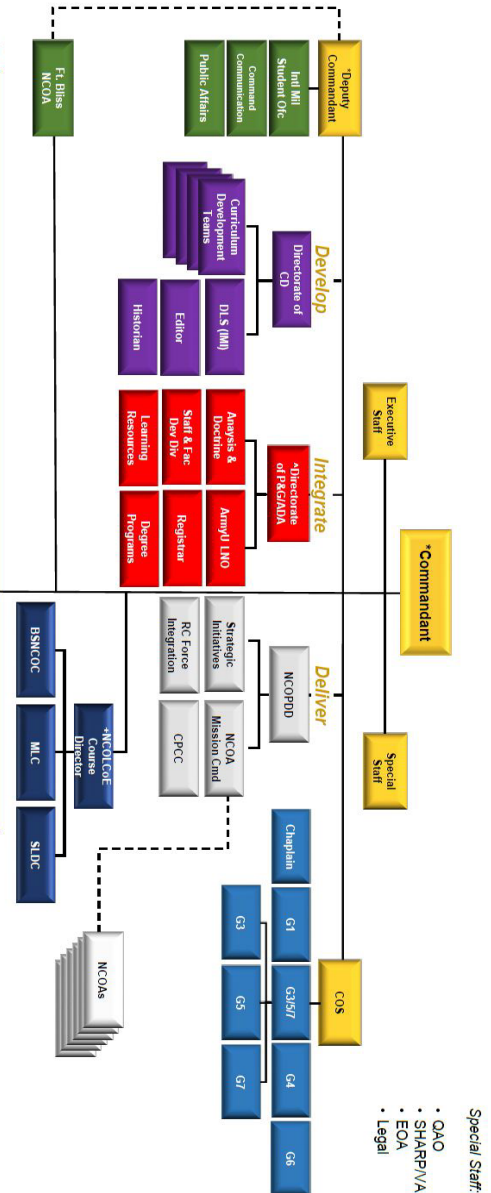 *Commandant
Executive
Staff
Special
Staff
Special Staff:
• QAO
• SHARP/VA
• EOA
• Legal
*Deputy
Commandant
Intl Mil
Student Ofc
Command
Communication
Public Affairs
Ft. Bliss
NCOA
Develop
Directorate of
CD
Curriculum
Development
Teams
DLS (IMI)
Editor
Historian
Integrate
^Directorate
of P&G/ADA
Anaysis &
Doctrine
Staff & Fac
Dev Div
Learning
Resources
ArmyU LNO
Registrar
Degree
Programs
Deliver
NCOPDD
Strategic
Initiatives
RC Force
Integration
NCOA
Mission Cmd
CPCC
NCOAs
COS
Chaplain
G1
G3/5/7
G4
G6
G3
G5
G7
+NCOLCoE
Course
Director
BSNCOC
MLC
SLDC